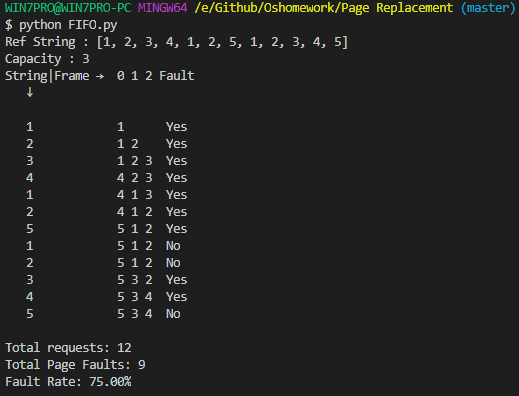 WIN7PRO@WIN7PRO-PC MINGW64 /e/Github/Oshomework/Page Replacement (master)
$ python FIFO.py
Ref String : [1, 2, 3, 4, 1, 2, 5, 1, 2, 3, 4, 5]
Capacity : 3
String|Frame → 0 1 2 Fault
↓
1 1 Yes
2 1 2 Yes
3 1 2 3 Yes
4 4 2 3 Yes
1 4 1 3 Yes
2 4 1 2 Yes
5 5 1 2 Yes
1 5 1 2 No
2 5 1 2 No
3 5 3 2 Yes
4 5 3 4 Yes
5 5 3 4 No
Total requests: 12
Total Page Faults: 9
Fault Rate: 75.00%